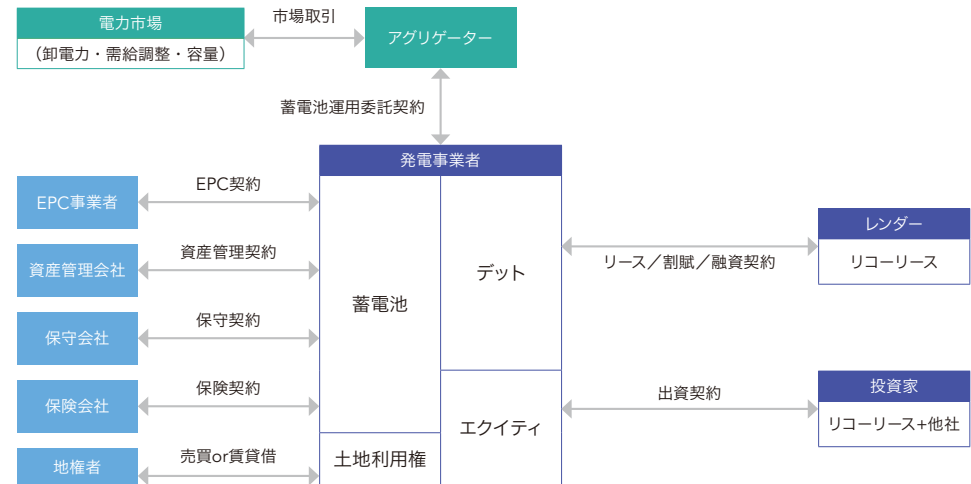 電力市場
（卸電力・需給調整・容量）
市場取引
アグリゲーター
蓄電池運用委託契約
発電事業者
EPC事業者
EPC契約
資産管理会社
資産管理契約
保守会社
保守契約
保険会社
保険契約
地権者
売買or賃貸借
蓄電池
土地利用権
デット
エクイティ
リース／割賦／融資契約
レンダー
リコーリース
出資契約
投資家
リコーリース+他社